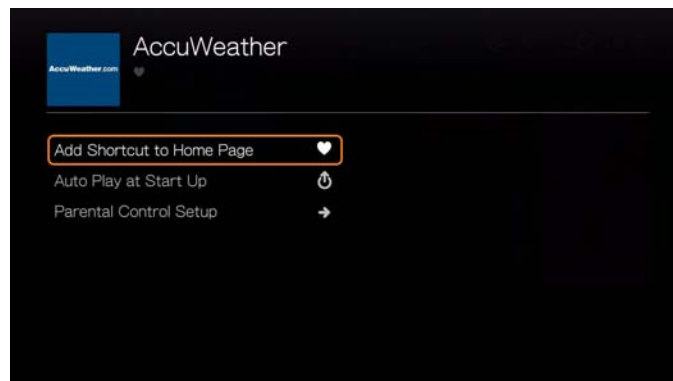 AccuWeather
AccuWeather.com
Add Shortcut to Home Page
Auto Play at Start Up
Parental Control Setup